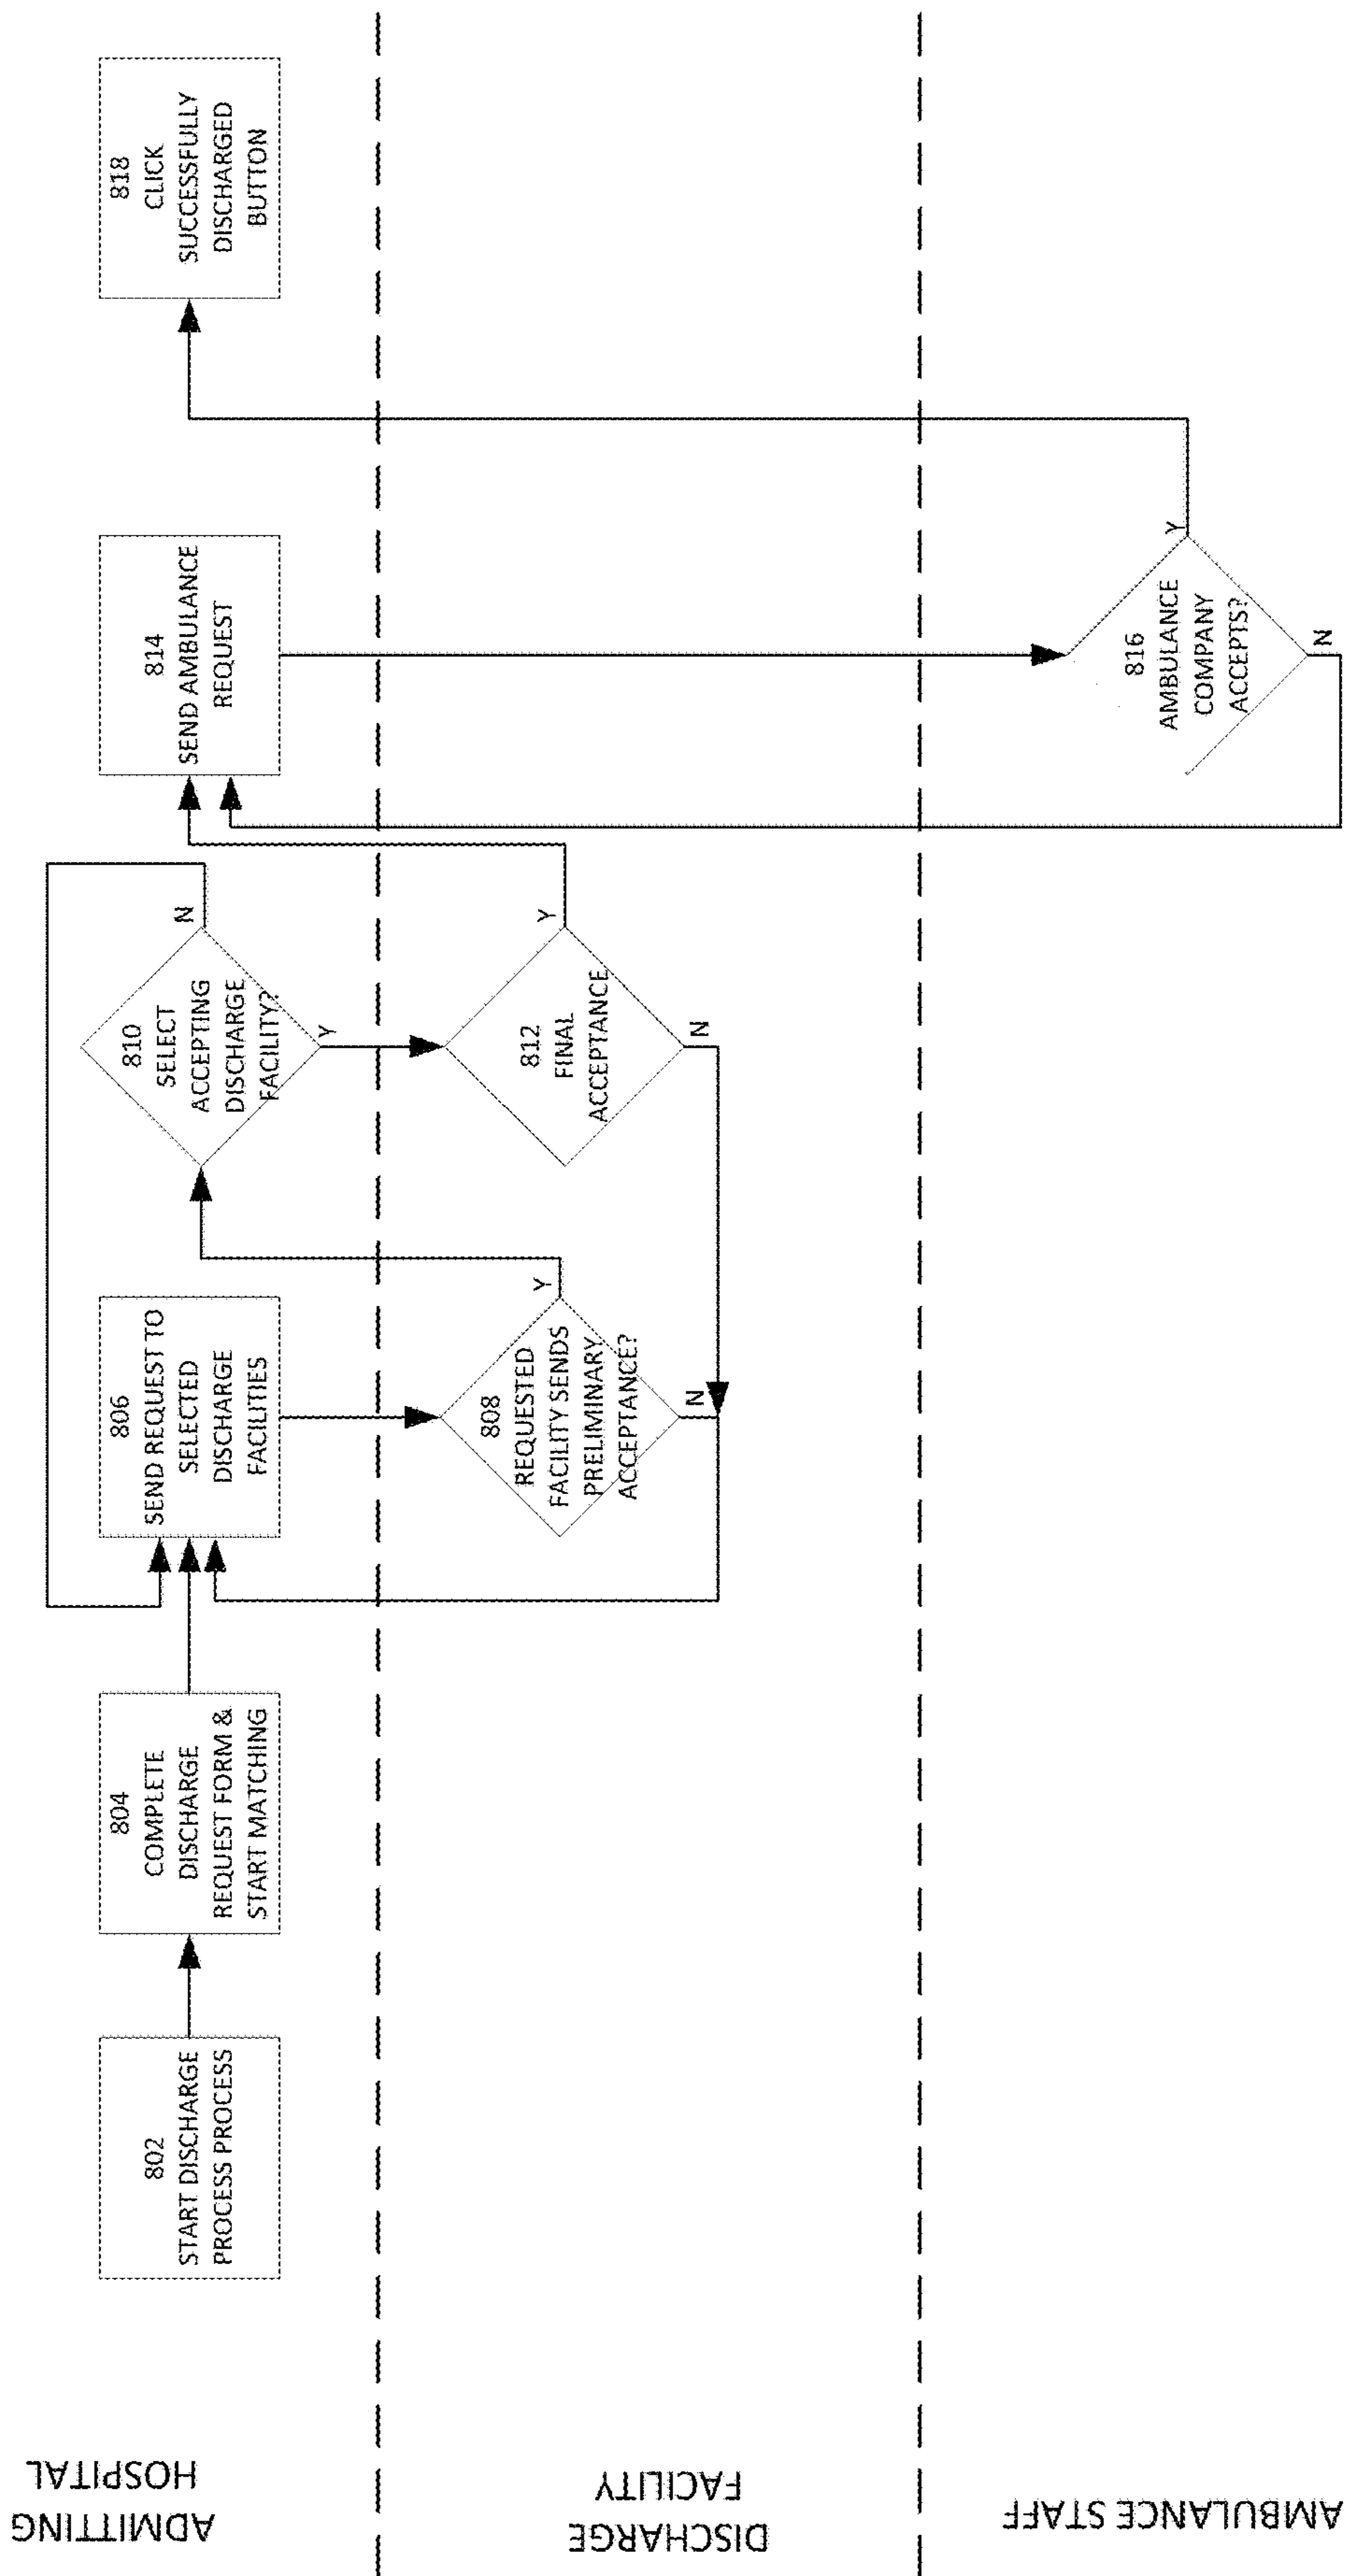 ADMITTING
HOSPITAL
802
START DISCHARGE
PROCESS PROCESS
804
COMPLETE
DISCHARGE
REQUEST FORM &
START MATCHING
806
SEND REQUEST TO
SELECTED
DISCHARGE
FACILITIES
810
SELECT
ACCEPTING
DISCHARGE
FACILITY?
N
Y
814
SEND AMBULANCE
REQUEST
818
CLICK
SUCCESSFULLY
DISCHARGED
BUTTON
DISCHARGE
FACILITY
808
REQUESTED
FACILITY SENDS
PRELIMINARY
ACCEPTANCE?
Y
N
812
FINAL
ACCEPTANCE
Y
N
AMBULANCE STAFF
816
AMBULANCE
COMPANY
ACCEPTS?
Y
N